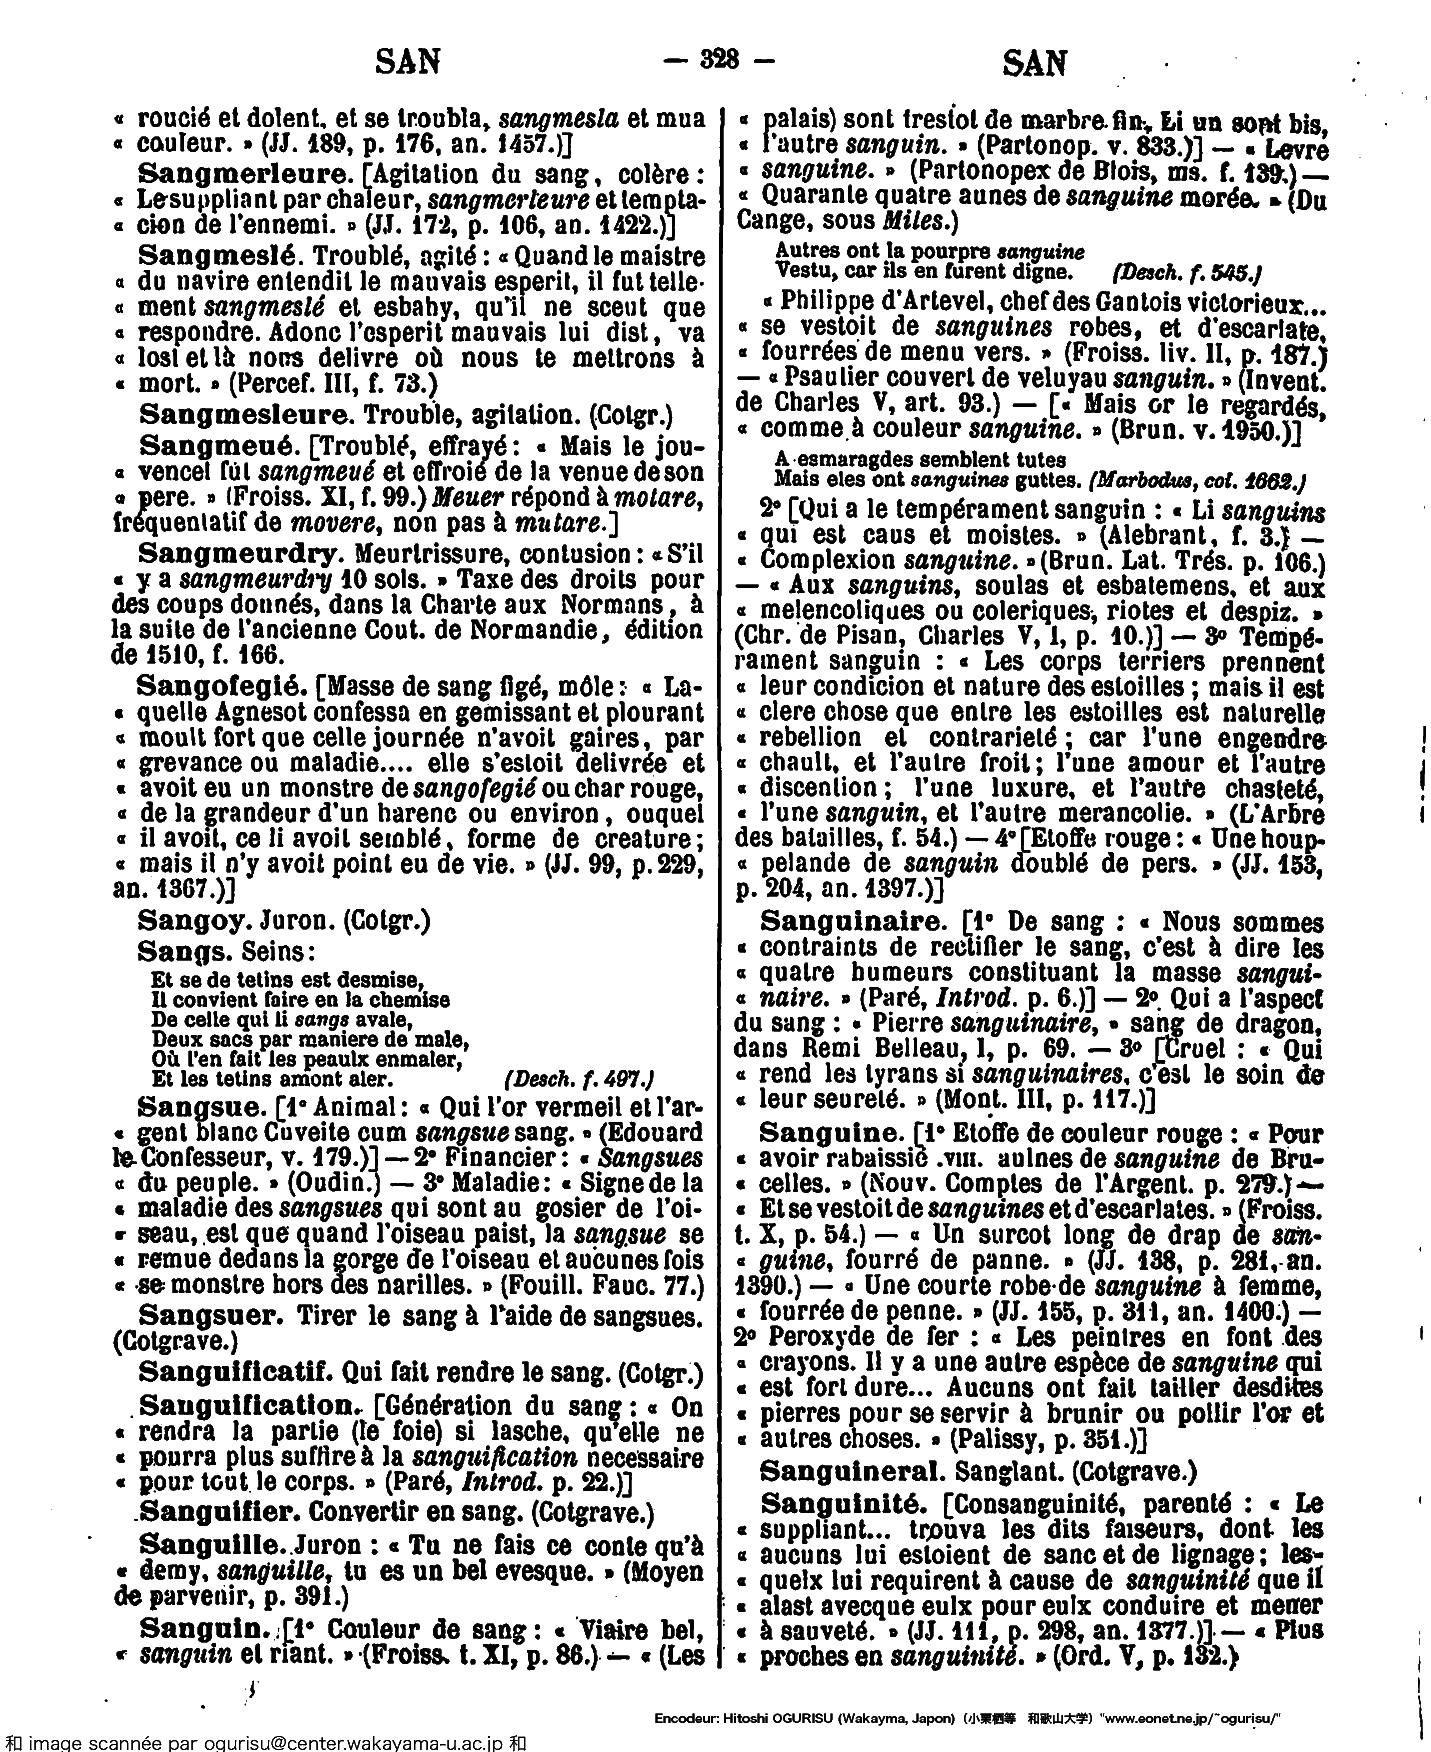 SAN — 328 — SAN
« roucié et dolent, et se troubla, sangmesla et mua
« couleur. » (JJ. 189, p. 176, an. 1457.)]
Sangmerleure. [Agitation du sang, colère :
« Le suppliant par chaleur, sangmerleure et tempta-
« cion de l'ennemi. » (JJ. 172, p. 106, an. 1422.)]
Sangmeslé. Troublé, agité : « Quand le maistre
« du navire entendit le mauvais esperit, il fut telle-
« ment sangmeslé et esbahy, qu'il ne sceut que
« respondre. Adonc l'esperit mauvais lui dist, va
« tost et là nous delivre où nous te mettrons à
« mort. » (Percef. III, f. 73.)
Sangmesleure. Trouble, agitation. (Cotgr.)
Sangmeué. [Troublé, effrayé : « Mais le jou-
« vencel fut sangmeué et effroié de la venue de son
« pere. » (Froiss. XI, f. 99.) Meuer répond à motare,
fréquentatif de movere, non pas à mutare.]
Sangmeurdry. Meurtrissure, contusion : « S'il
« y a sangmeurdry 10 sols. » Taxe des droits pour
des coups donnés, dans la Charte aux Normans, à
la suite de l'ancienne Cout. de Normandie, édition
de 1510, f. 166.
Sangofegié. [Masse de sang figé, môle : « La-
« quelle Agnesot confessa en gemissant et plourant
« moult fort que celle journée n'avoit gaires, par
« grevance ou maladie.... elle s'estoit delivrée et
« avoit eu un monstre de sangofegié ou char rouge,
« de la grandeur d'un harenc ou environ, ouquel
« il avoit, ce li avoit semblé, forme de creature ;
« mais il n'y avoit point eu de vie. » (JJ. 99, p. 229,
an. 1367.)]
Sangoy. Juron. (Cotgr.)
Sangs. Seins :
Et se de tetins est desmise,
Il convient faire en la chemise
De celle qui li sangs avale,
Deux sacs par maniere de male,
Où l'en fait les peaulx enmaler,
Et les tetins amont aler. (Desch. f. 497.)
Sangsue. [1° Animal : « Qui l'or vermeil et l'ar-
« gent blanc Cuveite cum sangsue sang. » (Edouard
le Confesseur, v. 179.)] — 2° Financier : « Sangsues
« du peuple. » (Oudin.) — 3° Maladie : « Signe de la
« maladie des sangsues qui sont au gosier de l'oi-
« seau, est que quand l'oiseau paist, la sangsue se
« remue dedans la gorge de l'oiseau et aucunes fois
« se monstre hors des narilles. » (Fouill. Fauc. 77.)
Sangsuer. Tirer le sang à l'aide de sangsues.
(Cotgrave.)
Sanguificatif. Qui fait rendre le sang. (Cotgr.)
Sanguification. [Génération du sang : « On
« rendra la partie (le foie) si lasche, qu'elle ne
« pourra plus suffire à la sanguification necessaire
« pour tout le corps. » (Paré, Introd. p. 22.)]
Sanguifier. Convertir en sang. (Cotgrave.)
Sanguille. Juron : « Tu ne fais ce conte qu'à
« demy, sanguille, tu es un bel evesque. » (Moyen
de parvenir, p. 391.)
Sanguin. [1° Couleur de sang : « Viaire bel,
« sanguin et riant. » (Froiss. t. XI, p. 86.) — « (Les
« palais) sont trestot de marbre fin, Li un sont bis,
« l'autre sanguin. » (Partonop. v. 833.)] — « Levre
« sanguine. » (Partonopex de Blois, ms. f. 139.) —
« Quarante quatre aunes de sanguine morée. » (Du
Cange, sous Miles.)
Autres ont la pourpre sanguine
Vestu, car ils en furent digne. (Desch. f. 545.)
« Philippe d'Artevel, chef des Gantois victorieux...
« se vestoit de sanguines robes, et d'escarlate,
« fourrées de menu vers. » (Froiss. liv. II, p. 187.)
— « Psaultier couvert de veluyau sanguin. » (Invent.
de Charles V, art. 93.) — [« Mais or le regardés,
« comme à couleur sanguine. » (Brun. v. 1950.)]
A esmaragdes semblent tutes
Mais eles ont sanguines guttes. (Marbodus, col. 1662.)
2° [Qui a le tempérament sanguin : « Li sanguins
« qui est caus et moistes. » (Alebrant, f. 3.) —
« Complexion sanguine. » (Brun. Lat. Trés. p. 106.)
— « Aux sanguins, soulas et esbatemens, et aux
« melencoliques ou coleriques, riotes et despiz. »
(Chr. de Pisan, Charles V, I, p. 10.)] — 3° Tempé-
rament sanguin : « Les corps terriers prennent
« leur condicion et nature des estoilles ; mais il est
« clere chose que entre les estoilles est naturelle
« rebellion et contrarieté ; car l'une engendre
« chault, et l'autre froit ; l'une amour et l'autre
« discention ; l'une luxure, et l'autre chasteté,
« l'une sanguin, et l'autre merancolie. » (L'Arbre
des batailles, f. 54.) — 4° [Etoffe rouge : « Une houp-
« pelande de sanguin doublé de pers. » (JJ. 153,
p. 204, an. 1397.)]
Sanguinaire. [1° De sang : « Nous sommes
« contraints de rectifier le sang, c'est à dire les
« quatre humeurs constituant la masse sangui-
« naire. » (Paré, Introd. p. 6.)] — 2° Qui a l'aspect
du sang : « Pierre sanguinaire, » sang de dragon,
dans Remi Belleau, I, p. 69. — 3° [Cruel : « Qui
« rend les tyrans si sanguinaires, c'est le soin de
« leur seureté. » (Mont. III, p. 117.)]
Sanguine. [1° Etoffe de couleur rouge : « Pour
« avoir rabaissié .VIII. aulnes de sanguine de Bru-
« celles. » (Nouv. Comptes de l'Argent. p. 279.) —
« Et se vestoit de sanguines et d'escarlates. » (Froiss.
t. X, p. 54.) — « Un surcot long de drap de san-
« guine, fourré de panne. » (JJ. 138, p. 281, an.
1390.) — « Une courte robe de sanguine à femme,
« fourrée de penne. » (JJ. 155, p. 311, an. 1400.) —
2° Peroxyde de fer : « Les peintres en font des
« crayons. Il y a une autre espèce de sanguine qui
« est fort dure... Aucuns ont fait tailler desdites
« pierres pour se servir à brunir ou pollir l'or et
« autres choses. » (Palissy, p. 351.)]
Sanguineral. Sanglant. (Cotgrave.)
Sanguinité. [Consanguinité, parenté : « Le
« suppliant... trouva les dits faiseurs, dont les
« aucuns lui estoient de sanc et de lignage ; les-
« quelx lui requirent à cause de sanguinité que il
« alast avecque eulx pour eulx conduire et mener
« à sauveté. » (JJ. 111, p. 298, an. 1377.)] — « Plus
« proches en sanguinité. » (Ord. V, p. 132.)
Encodeur: Hitoshi OGURISU (Wakayma, Japon) (小栗栖等 和歌山大学) "www.eonet.ne.jp/~ogurisu/"
和 image scannée par ogurisu@center.wakayama-u.ac.jp 和